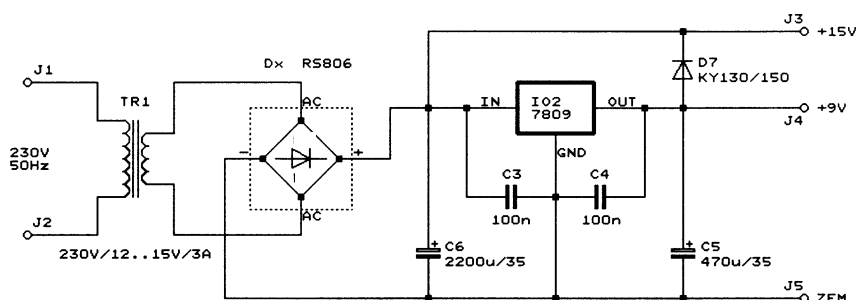 J3
+15V
Dx RS806
D7
KY130/150
J1
TR1
AC
IN
IO2
7809
OUT
+9V
J4
230V
50Hz
-
+
GND
C3
C4
100n
100n
J2
AC
230V/12..15V/3A
+
C6
2200u/35
+
C5
470u/35
J5
ZEM